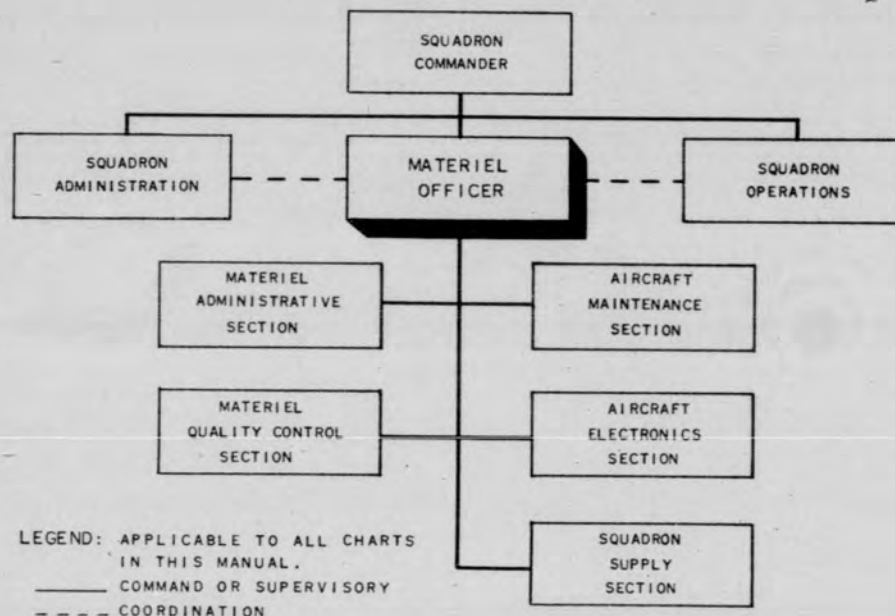 SQUADRON
COMMANDER
SQUADRON
ADMINISTRATION
MATERIEL
OFFICER
SQUADRON
OPERATIONS
MATERIEL
ADMINISTRATIVE
SECTION
AIRCRAFT
MAINTENANCE
SECTION
MATERIEL
QUALITY CONTROL
SECTION
AIRCRAFT
ELECTRONICS
SECTION
SQUADRON
SUPPLY
SECTION
LEGEND: APPLICABLE TO ALL CHARTS
IN THIS MANUAL.
COMMAND OR SUPERVISORY
COORDINATION